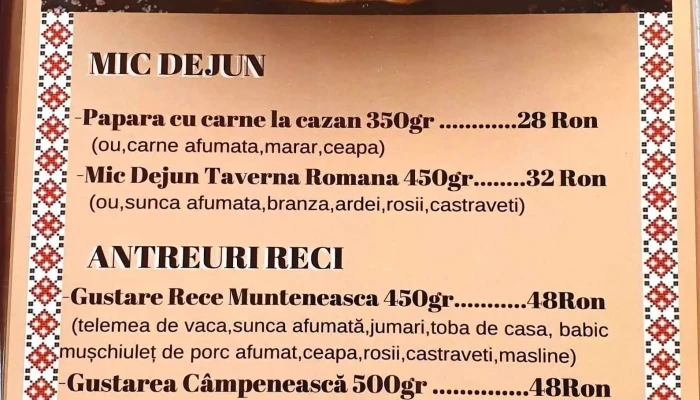 MIC DEJUN
-Papara cu carne la cazan 350gr ............28 Ron
(ou,carne afumata,marar,ceapa)
-Mic Dejun Taverna Romana 450gr........32 Ron
(ou,sunca afumata,branza,ardei,rosii,castraveti)
ANTREURI RECI
-Gustare Rece Munteneasca 450gr...........48Ron
(telemea de vaca,sunca afumată,jumari,toba de casa, babic
mușchiuleț de porc afumat,ceapa,rosii,castraveti,masline)
-Gustarea Câmpenească 500gr ..............48Ron